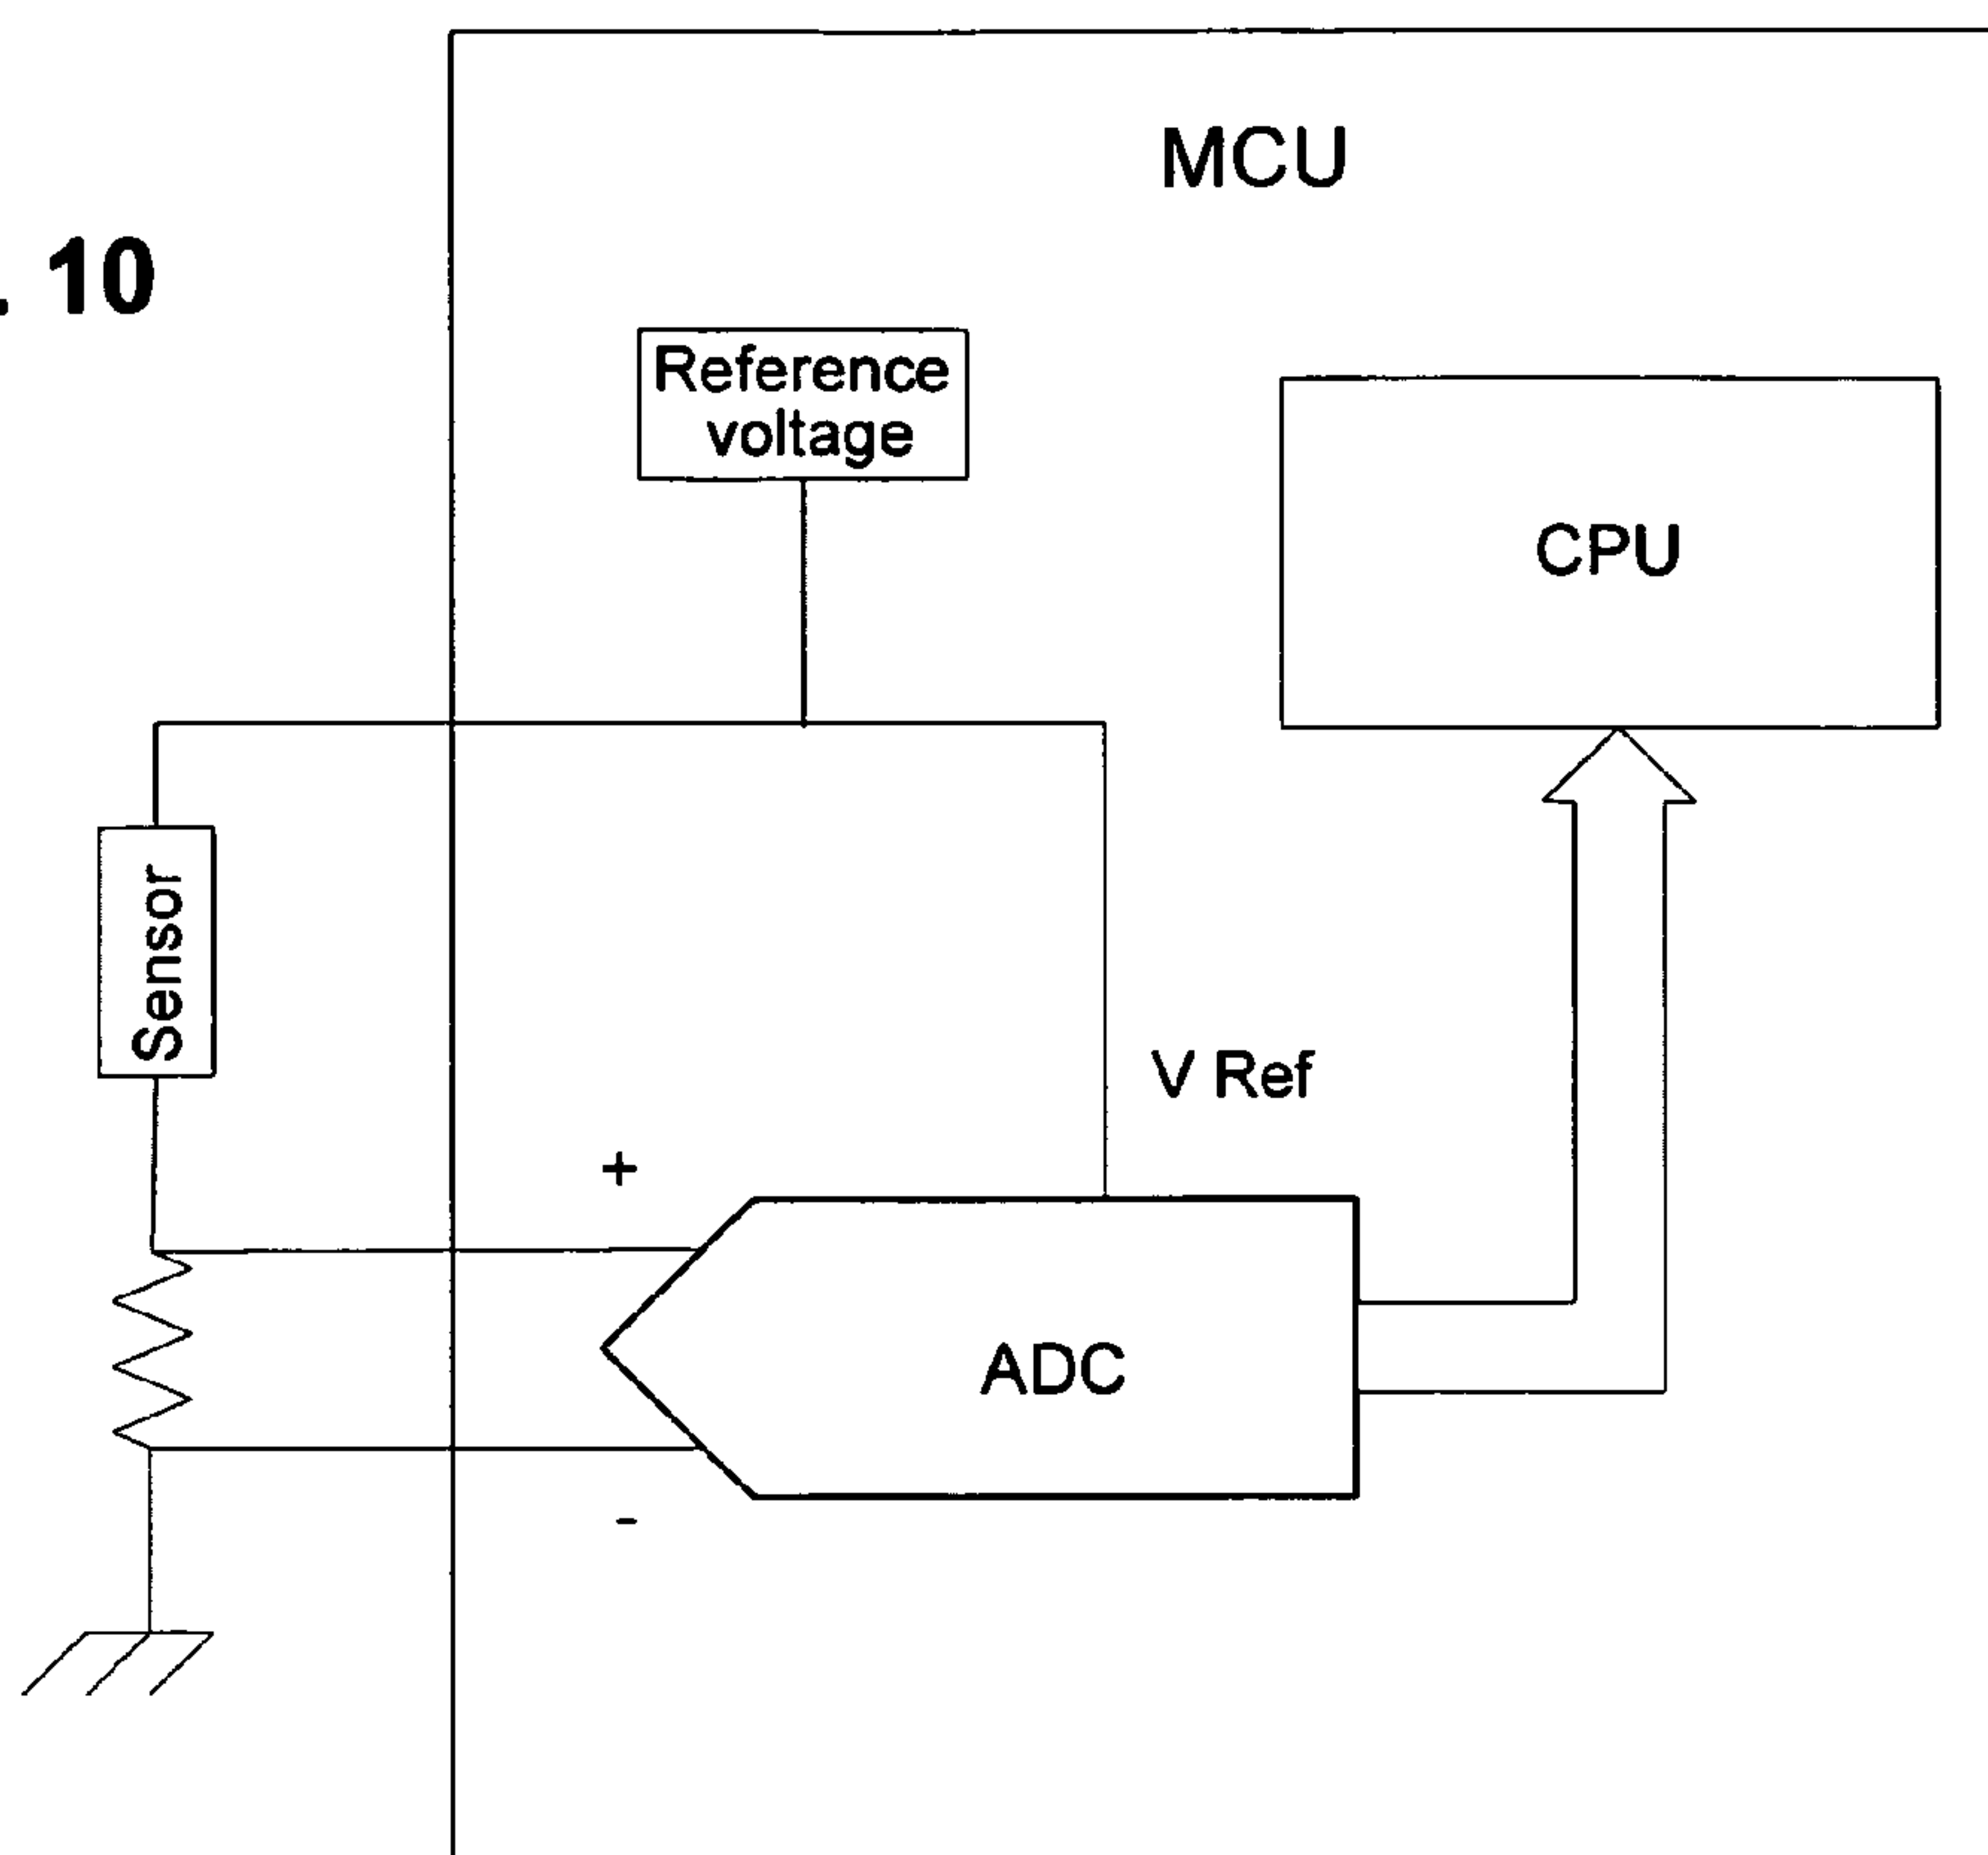 MCU
. 10
Reference
voltage
CPU
Sensor
V Ref
+
ADC
-